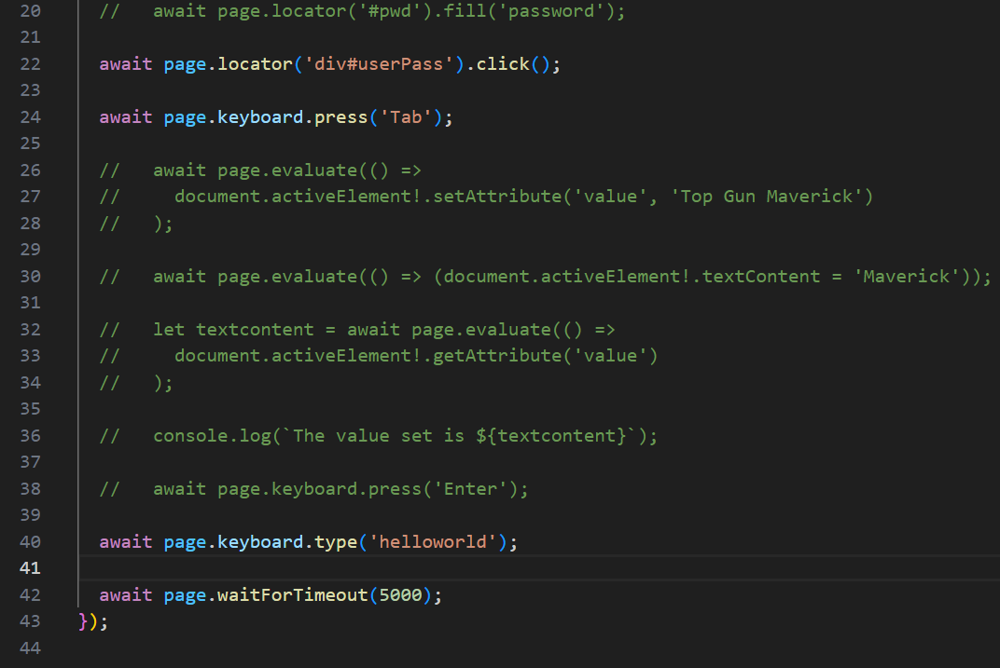 20 //   await page.locator('#pwd').fill('password');
21
22 await page.locator('div#userPass').click();
23
24 await page.keyboard.press('Tab');
25
26 //   await page.evaluate(() =>
27 //     document.activeElement!.setAttribute('value', 'Top Gun Maverick')
28 //   );
29
30 //   await page.evaluate(() => (document.activeElement!.textContent = 'Maverick'));
31
32 //   let textcontent = await page.evaluate(() =>
33 //     document.activeElement!.getAttribute('value')
34 //   );
35
36 //   console.log(`The value set is ${textcontent}`);
37
38 //   await page.keyboard.press('Enter');
39
40 await page.keyboard.type('helloworld');
41
42 await page.waitForTimeout(5000);
43 });
44